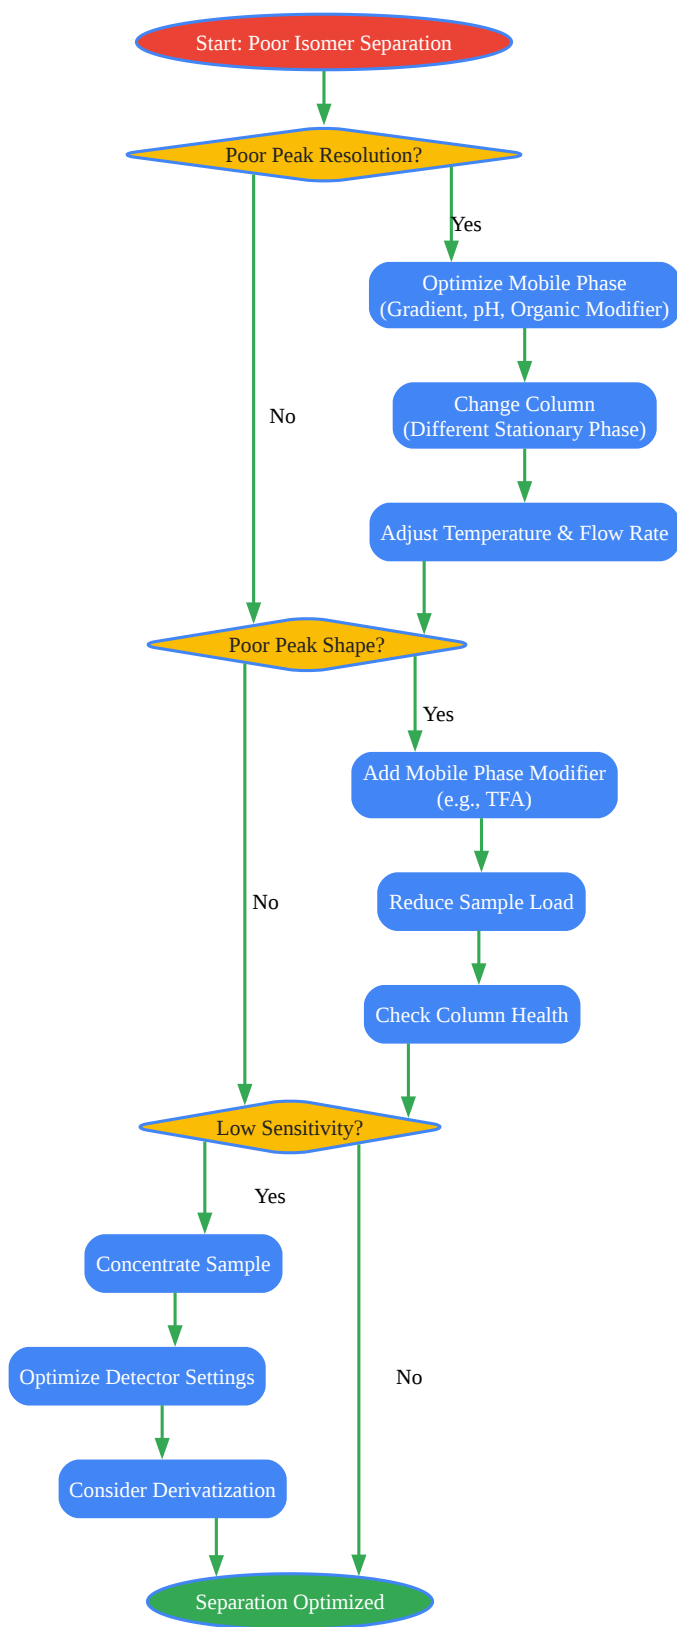 Start: Poor Isomer Separation
Poor Peak Resolution?
Yes
Optimize Mobile Phase
(Gradient, pH, Organic Modifier)
Change Column
(Different Stationary Phase)
No
Adjust Temperature & Flow Rate
Poor Peak Shape?
Yes
Add Mobile Phase Modifier
(e.g., TFA)
Reduce Sample Load
No
Check Column Health
Low Sensitivity?
Yes
Concentrate Sample
Optimize Detector Settings
No
Consider Derivatization
Separation Optimized